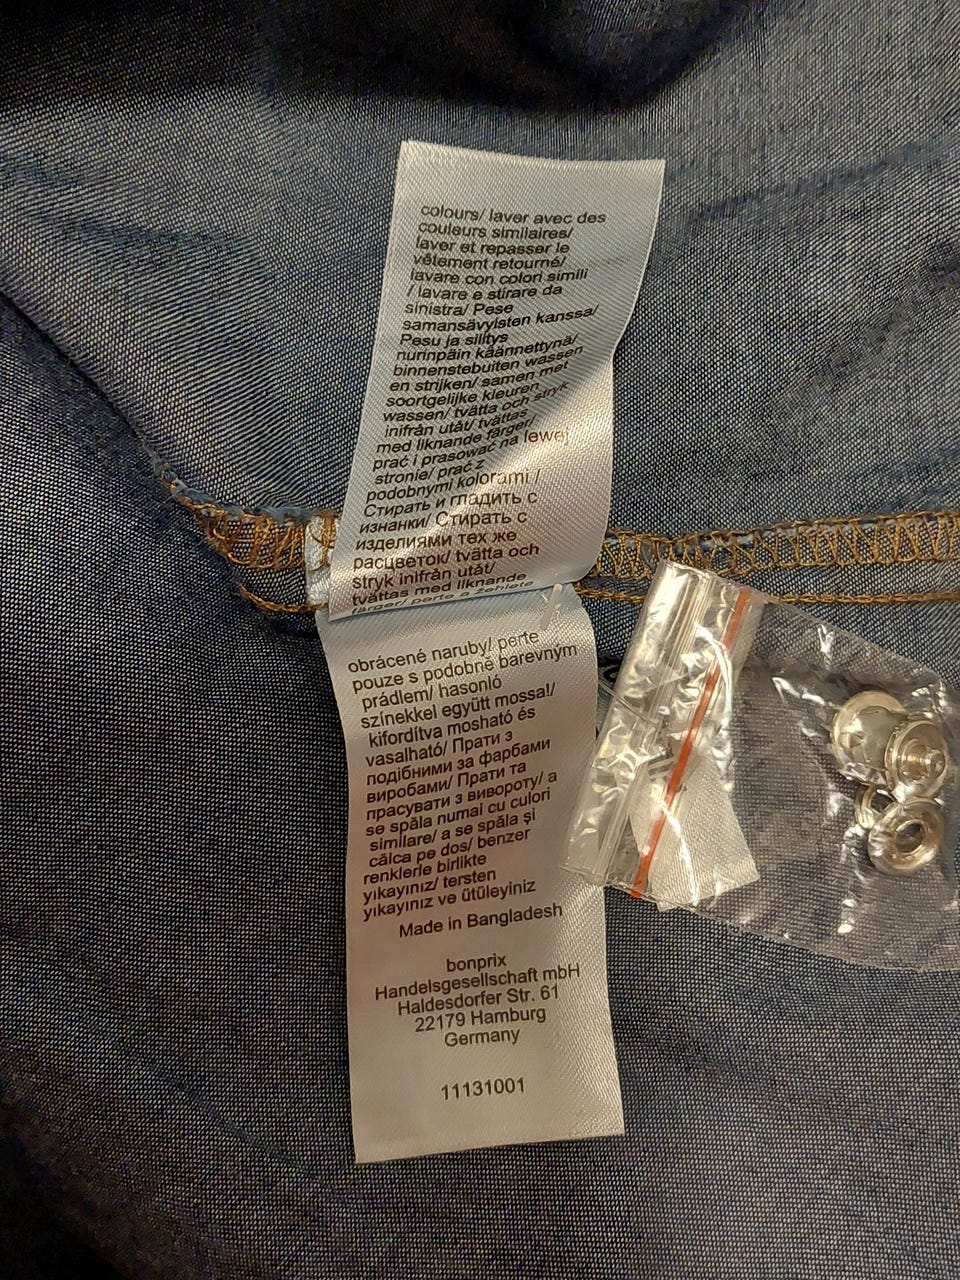 colours/ laver avec des
couleurs similaires/
laver et repasser le
vêtement retourné/
lavare con colori simili
/ lavare e stirare da
sinistra/ Pese
samansävyisten kanssa/
Pesu ja silitys
nurinpäin käännettynä/
binnenstebuiten wassen
en strijken/ samen met
soortgelijke kleuren
wassen/ tvätta och stryk
inifrån utåt/ tvättas
med liknande färger/
prać i prasować na lewej
stronie/ prać z
podobnymi kolorami /
Стирать и гладить с
изнанки/ Стирать с
изделиями тех же
расцветок/ tvätta och
stryk inifrån utåt/
tvättas med liknande
färger/ perte a žehlete
obrácené naruby/ perte
pouze s podobně barevným
prádlem/ hasonló
színekkel együtt mossa!/
kifordítva mosható és
vasalható/ Прати з
подібними за фарбами
виробами/ Прати та
прасувати з вивороту/ a
se spăla numai cu culori
similare/ a se spăla și
călca pe dos/ benzer
renklerle birlikte
yıkayınız/ tersten
yıkayınız ve ütüleyiniz
Made in Bangladesh
bonprix
Handelsgesellschaft mbH
Haldesdorfer Str. 61
22179 Hamburg
Germany
11131001